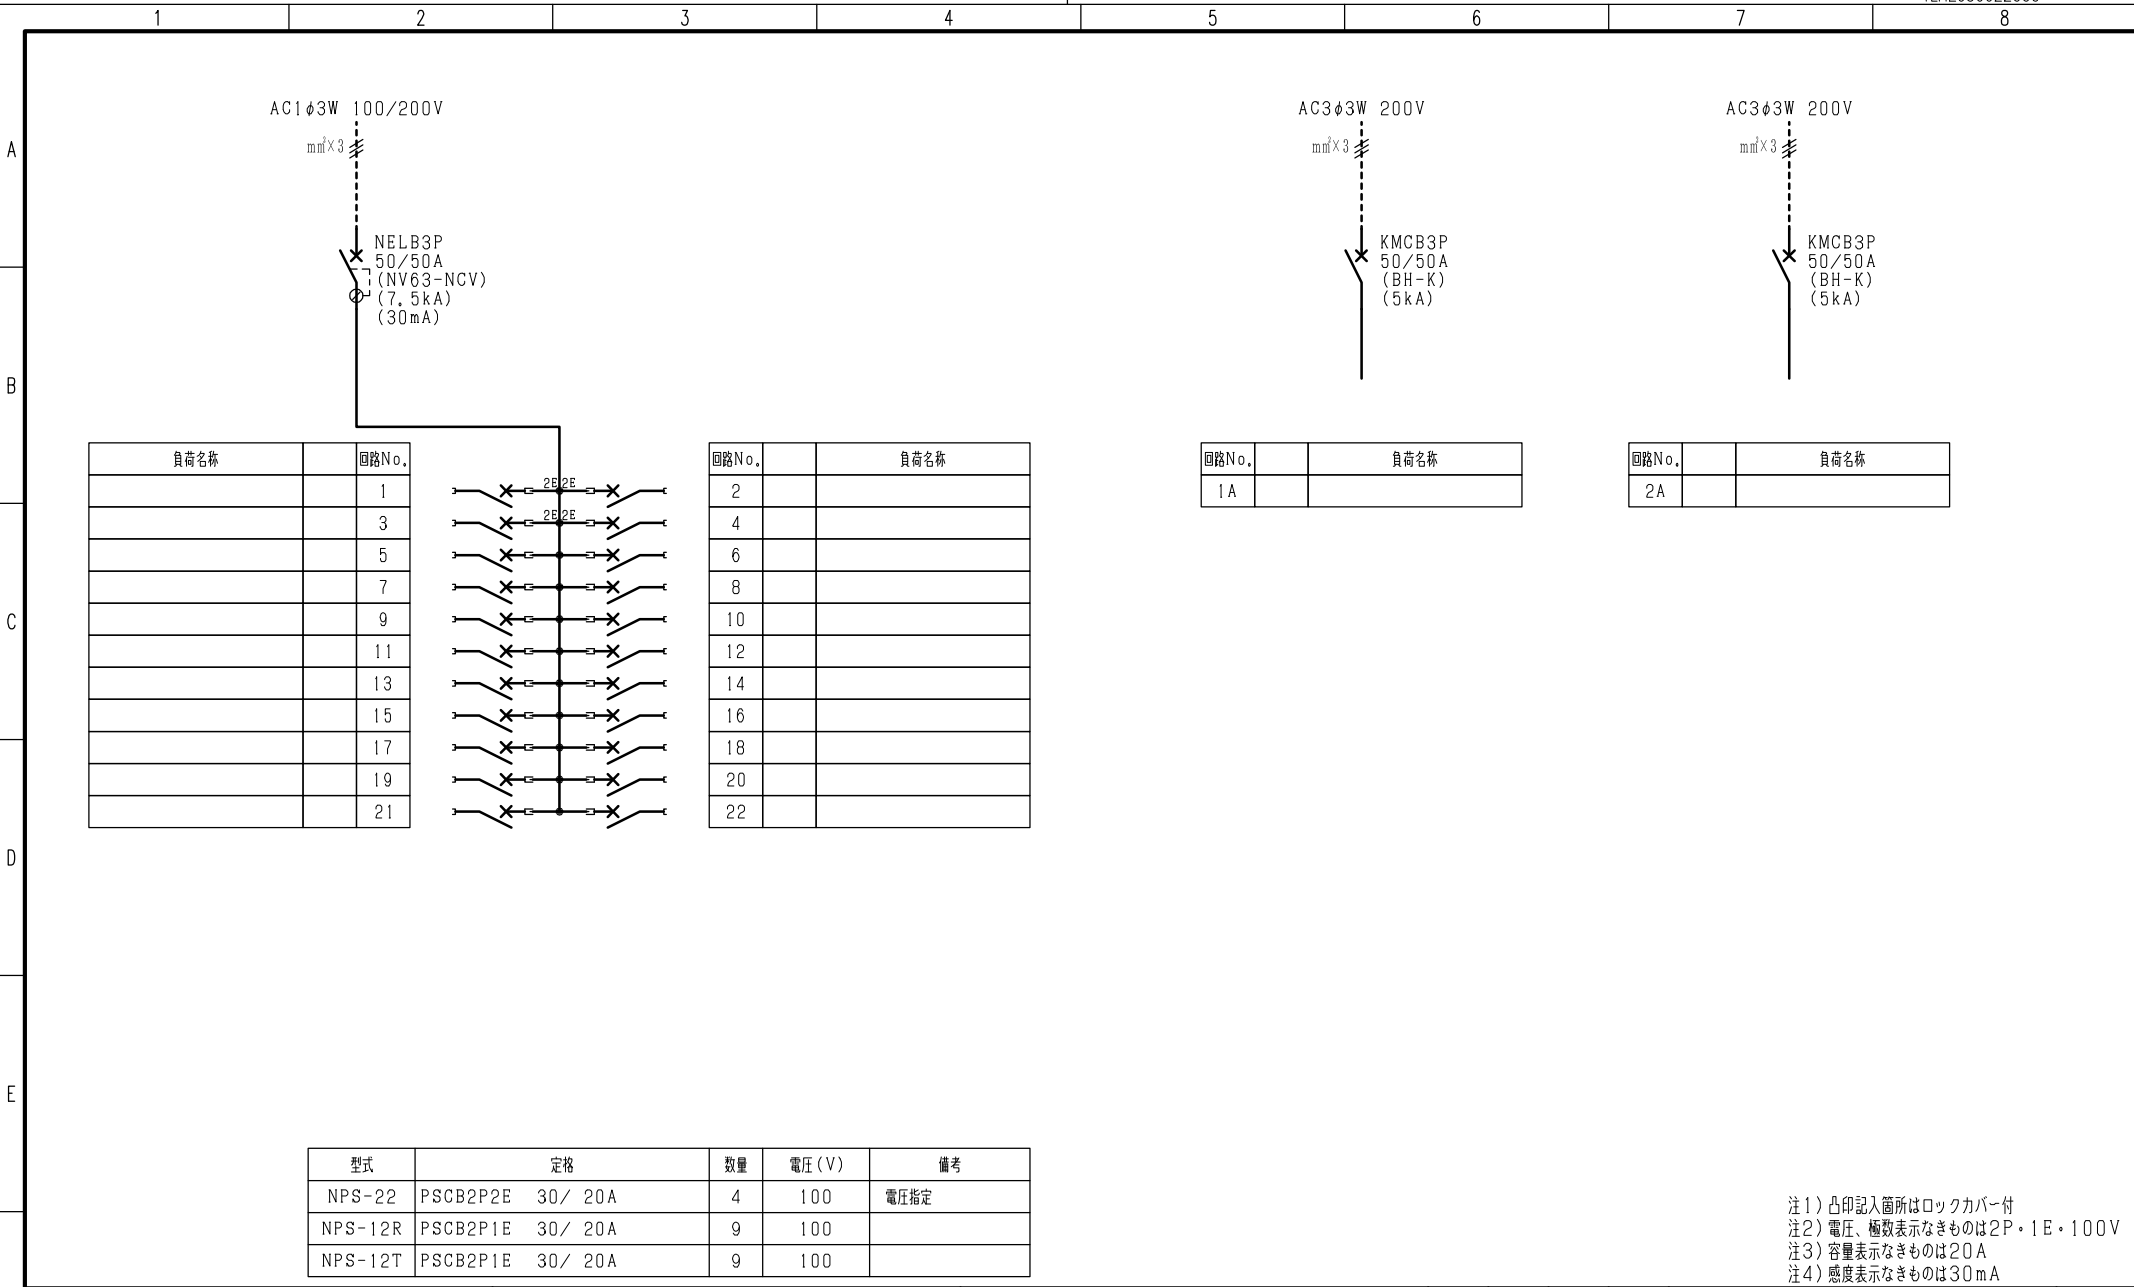 1 2 3 4 5 6 7 8
A
B
C
D
E
AC1φ3W 100/200V
mm²×3
NELB3P
50/50A
(NV63-NCV)
(7.5kA)
(30mA)
AC3φ3W 200V
mm²×3
KMCB3P
50/50A
(BH-K)
(5kA)
AC3φ3W 200V
mm²×3
KMCB3P
50/50A
(BH-K)
(5kA)
負荷名称 回路No.
1
3
5
7
9
11
13
15
17
19
21
2E 2E
2E 2E
回路No. 負荷名称
2
4
6
8
10
12
14
16
18
20
22
回路No. 負荷名称
1A
回路No. 負荷名称
2A
型式 定格 数量 電圧(V) 備考
NPS-22 PSCB2P2E 30/ 20A 4 100 電圧指定
NPS-12R PSCB2P1E 30/ 20A 9 100
NPS-12T PSCB2P1E 30/ 20A 9 100
注1)凸印記入箇所はロックカバー付
注2)電圧、極数表示なきものは2P・1E・100V
注3)容量表示なきものは20A
注4)感度表示なきものは30mA